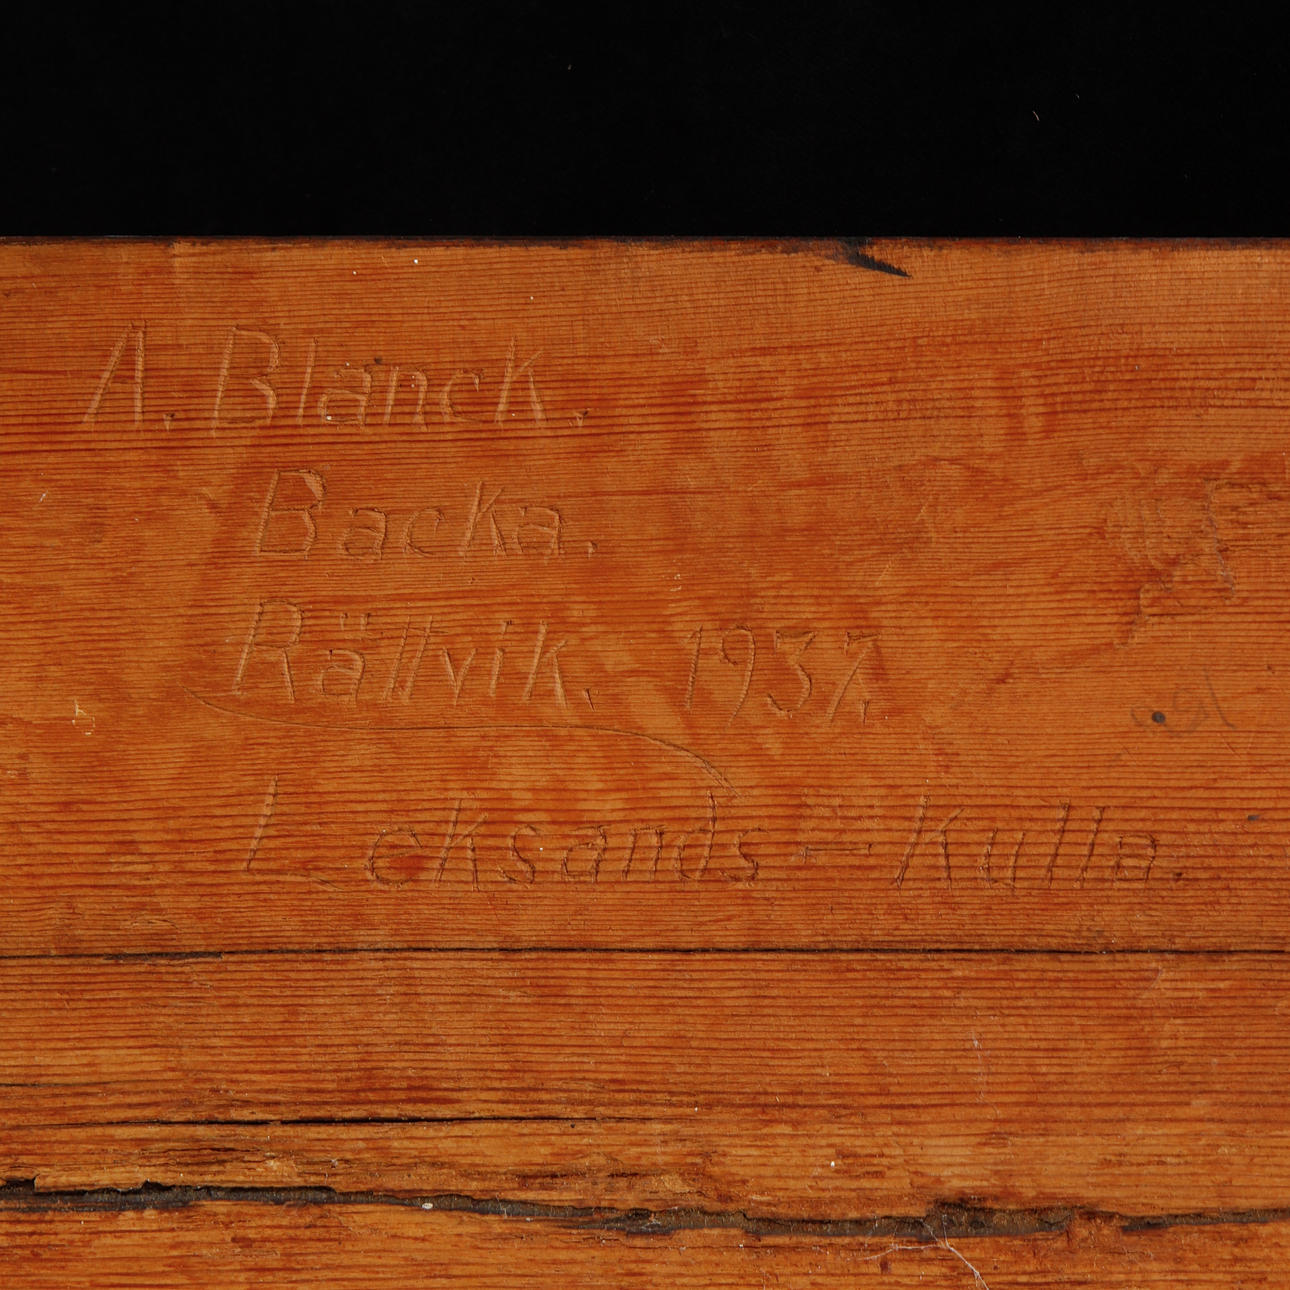 A. Blanck.
Backa.
Rättvik. 1937.
Leksands - Kulla.